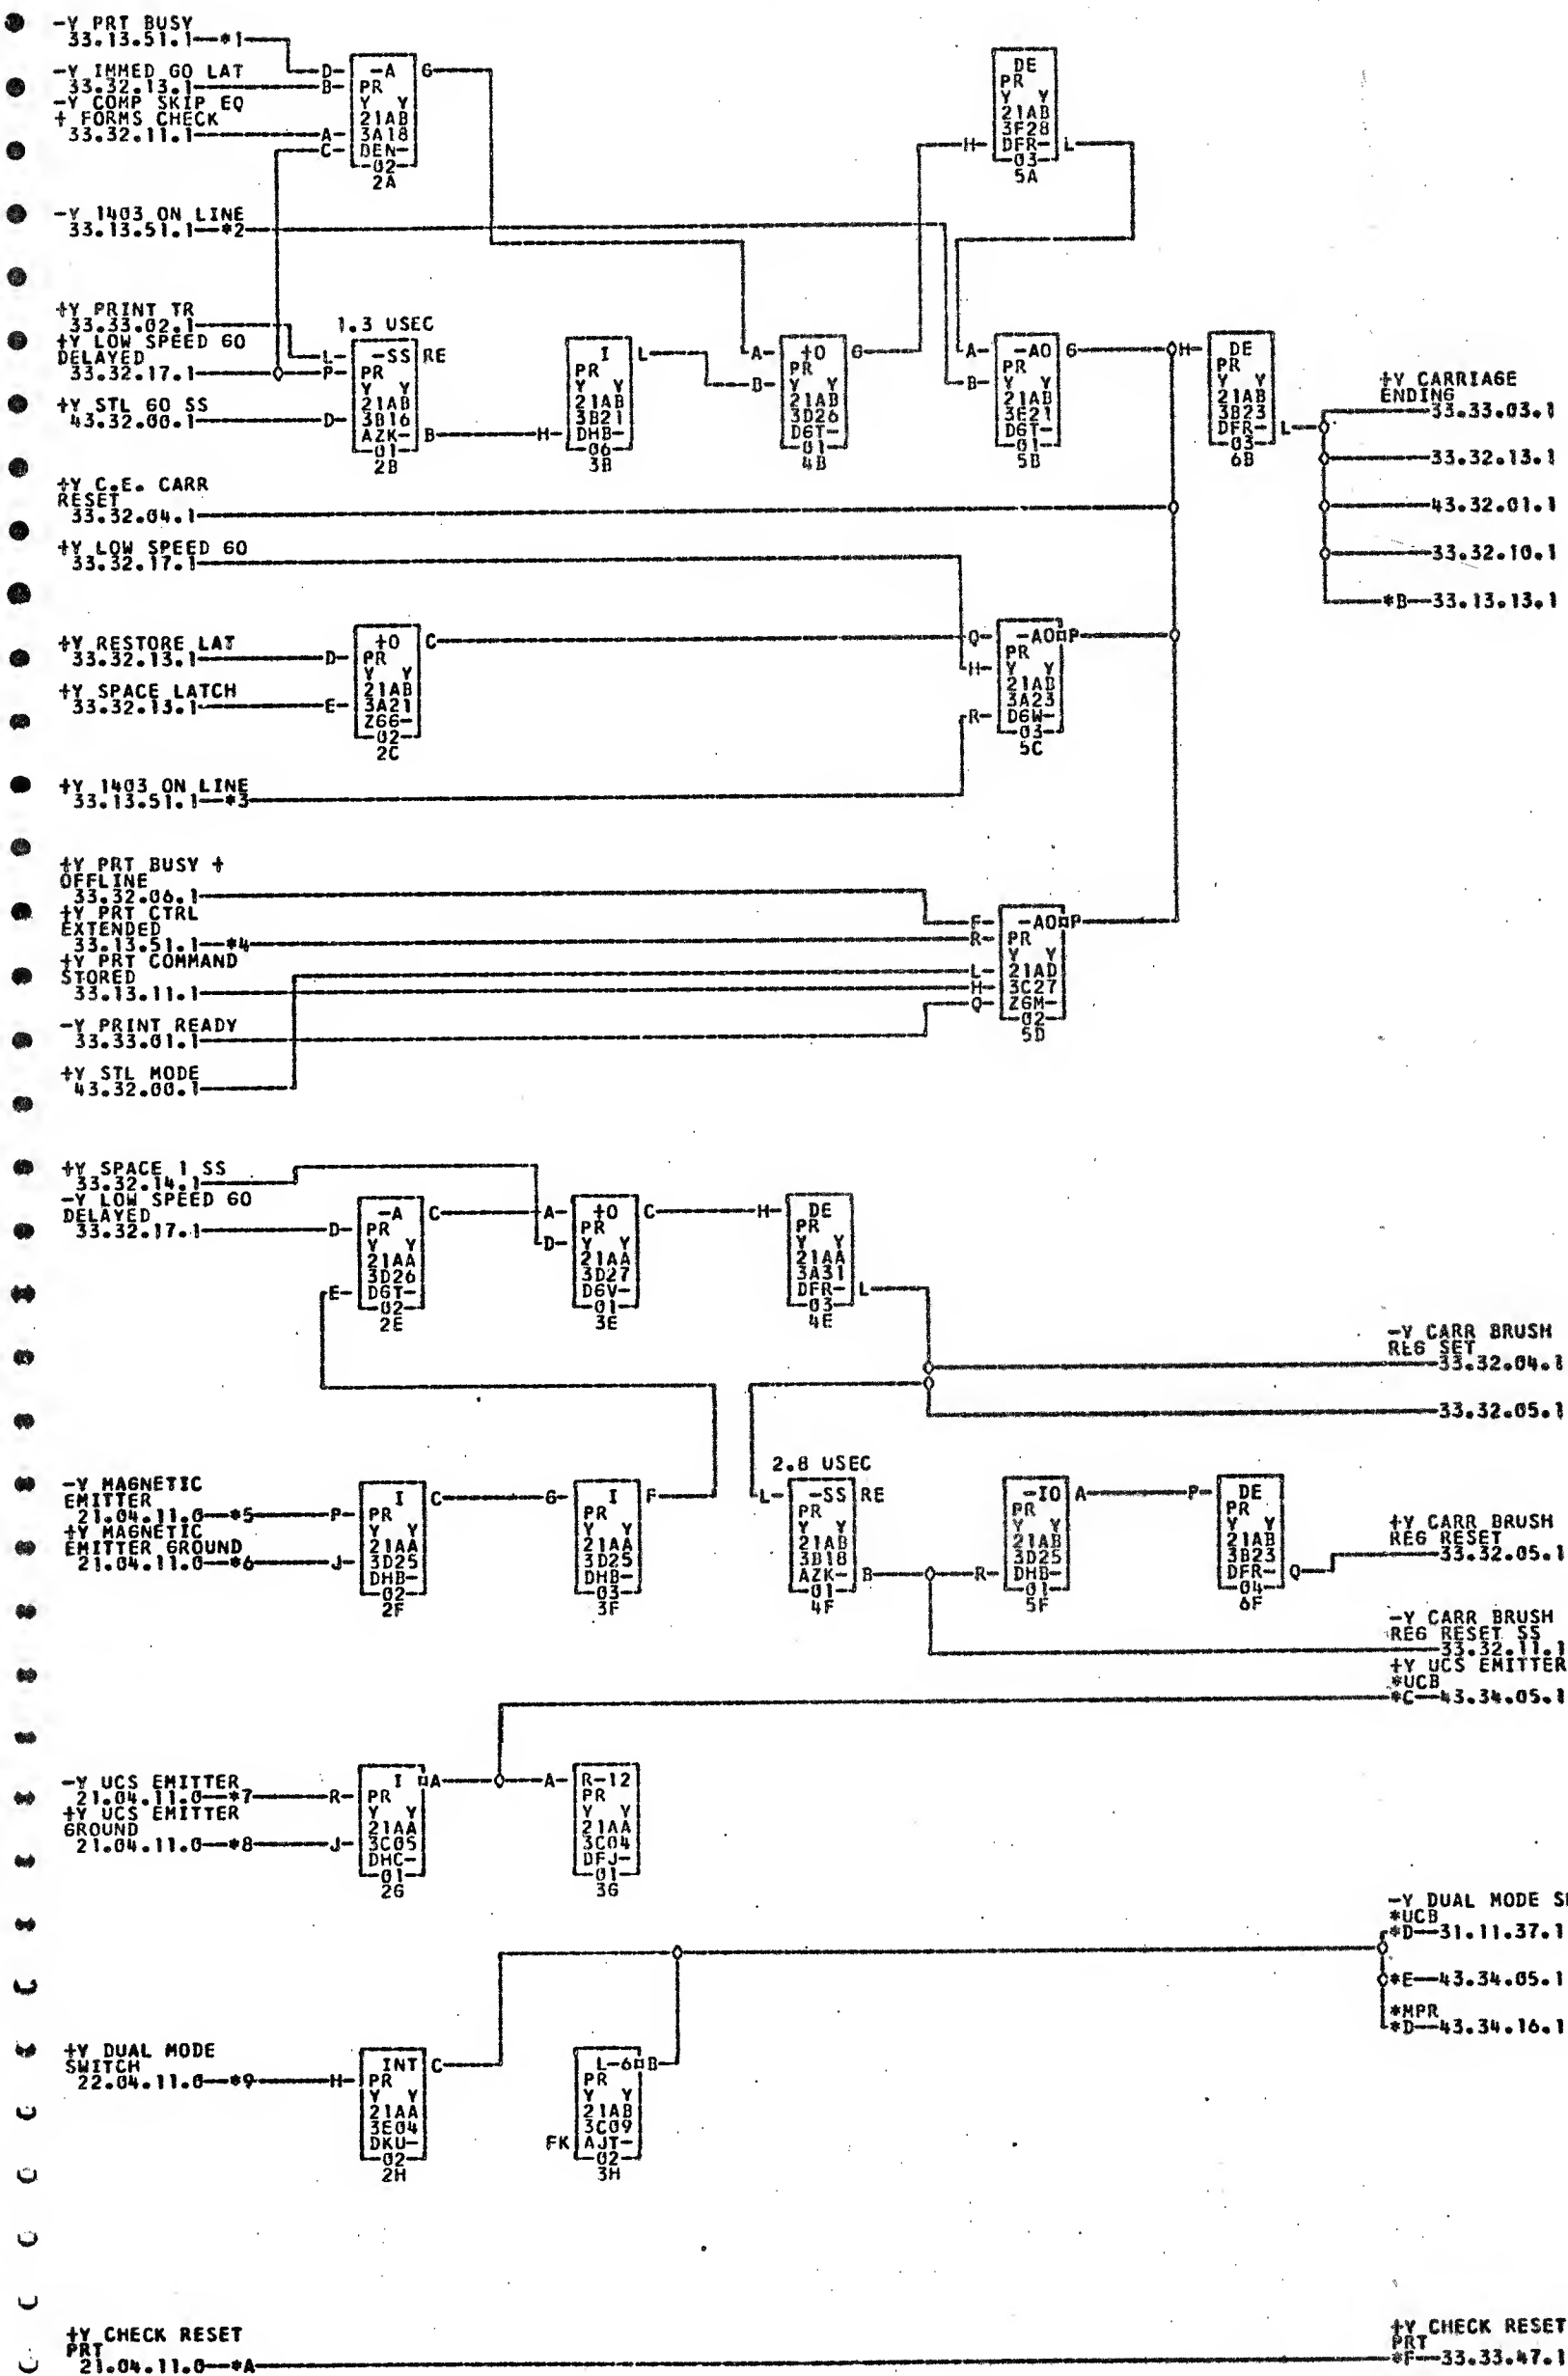 -Y PRT BUSY
33.13.51.1—*1
-Y IMMED GO LAT
33.32.13.1
-Y COMP SKIP EQ
+ FORMS CHECK
33.32.11.1
D- B- A- C-
-A G
PR
Y Y
21AB
3A18
DEN-
02
2A
DE
PR
Y Y
21AB
3F28
H- DFR- L
03
5A
-Y 1403 ON LINE
33.13.51.1—*2
+Y PRINT TR
33.33.02.1
+Y LOW SPEED GO
DELAYED
33.32.17.1
+Y STL GO SS
43.32.00.1
1.3 USEC
L- P- D-
-SS RE
PR
Y Y
21AB
3B16
AZK- B
01
2B
I L
PR
Y Y
21AB
3B21
H- DHB-
06
3B
A- +O G
PR
B- Y Y
21AB
3D26
DGT-
01
4B
A- -AO G
PR
B- Y Y
21AB
3E21
DGT-
01
5B
H- DE
PR
Y Y
21AB
3B23
DFR- L
03
6B
+Y CARRIAGE
ENDING
33.33.03.1
33.32.13.1
43.32.01.1
33.32.10.1
*B—33.13.13.1
+Y C.E. CARR
RESET
33.32.04.1
+Y LOW SPEED GO
33.32.17.1
+Y RESTORE LAT
33.32.13.1
+Y SPACE LATCH
33.32.13.1
D- E-
+O C
PR
Y Y
21AB
3A21
ZGG-
02
2C
Q- H- R-
-AO P
PR
Y Y
21AB
3A23
DGW-
03
5C
+Y 1403 ON LINE
33.13.51.1—*3
+Y PRT BUSY +
OFFLINE
33.32.06.1
+Y PRT CTRL
EXTENDED
33.13.51.1—*4
+Y PRT COMMAND
STORED
33.13.11.1
-Y PRINT READY
33.33.01.1
+Y STL MODE
43.32.00.1
F- R- L- H- Q-
-AO P
PR
Y Y
21AD
3C27
ZGM-
02
5D
+Y SPACE 1 SS
33.32.14.1
-Y LOW SPEED GO
DELAYED
33.32.17.1
D- E-
-A C
PR
Y Y
21AA
3D26
DGT-
02
2E
A- D-
+O C
PR
Y Y
21AA
3D27
DGV-
01
3E
H- DE
PR
Y Y
21AA
3A31
DFR- L
03
4E
-Y CARR BRUSH
REG SET
33.32.04.1
33.32.05.1
-Y MAGNETIC
EMITTER
21.04.11.0—*5
+Y MAGNETIC
EMITTER GROUND
21.04.11.0—*6
P- J-
I C
PR
Y Y
21AA
3D25
DHB-
02
2F
G- I F
PR
Y Y
21AA
3D25
DHB-
03
3F
2.8 USEC
L- -SS RE
PR
Y Y
21AB
3B18
AZK- B
01
4F
-IO A
PR
Y Y
21AB
3D25
R- DHB-
01
5F
P- DE
PR
Y Y
21AB
3B23
DFR- Q
04
6F
+Y CARR BRUSH
REG RESET
33.32.05.1
-Y CARR BRUSH
REG RESET SS
33.32.11.1
+Y UCS EMITTER
*UCB
*C—43.34.05.1
-Y UCS EMITTER
21.04.11.0—*7
+Y UCS EMITTER
GROUND
21.04.11.0—*8
R- J-
I A
PR
Y Y
21AA
3C05
DHC-
01
2G
A- R-12
PR
Y Y
21AA
3C04
DFJ-
01
3G
-Y DUAL MODE
*UCB
*D—31.11.37.1
*E—43.34.05.1
*MPR
*D—43.34.16.1
+Y DUAL MODE
SWITCH
22.04.11.0—*9
H- INT C
PR
Y Y
21AA
3E04
DKU-
02
2H
L-6 B
PR
Y Y
21AB
3C09
FK AJT-
02
3H
+Y CHECK RESET
PRT
21.04.11.0—*A
+Y CHECK RESET
PRT
*F—33.33.47.1